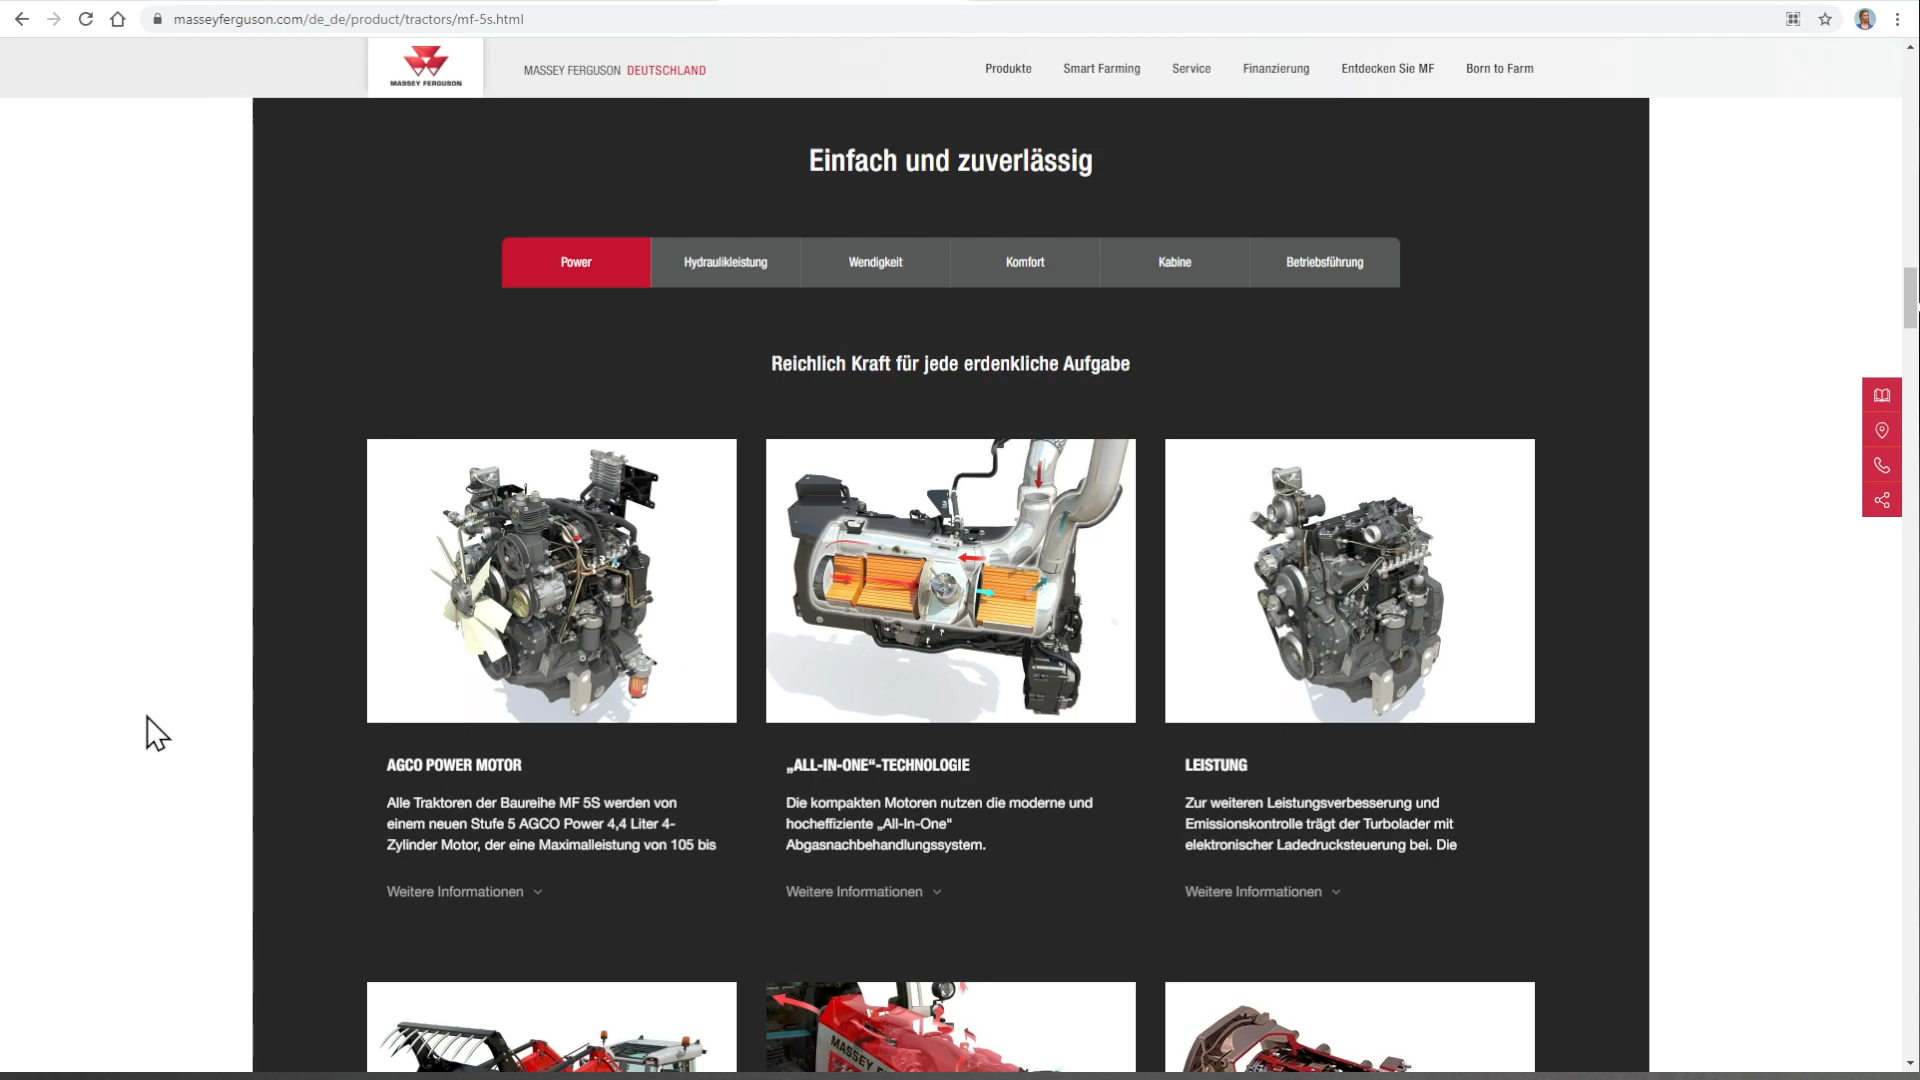 masseyferguson.com/de_de/product/tractors/mf-5s.html
MASSEY FERGUSON
MASSEY FERGUSON DEUTSCHLAND
Produkte
Smart Farming
Service
Finanzierung
Entdecken Sie MF
Born to Farm
Einfach und zuverlässig
Power
Hydraulikleistung
Wendigkeit
Komfort
Kabine
Betriebsführung
Reichlich Kraft für jede erdenkliche Aufgabe
AGCO POWER MOTOR
Alle Traktoren der Baureihe MF 5S werden von
einem neuen Stufe 5 AGCO Power 4,4 Liter 4-
Zylinder Motor, der eine Maximalleistung von 105 bis
Weitere Informationen
„ALL-IN-ONE“-TECHNOLOGIE
Die kompakten Motoren nutzen die moderne und
hocheffiziente „All-In-One“
Abgasnachbehandlungssystem.
Weitere Informationen
LEISTUNG
Zur weiteren Leistungsverbesserung und
Emissionskontrolle trägt der Turbolader mit
elektronischer Ladedrucksteuerung bei. Die
Weitere Informationen
MASSEY